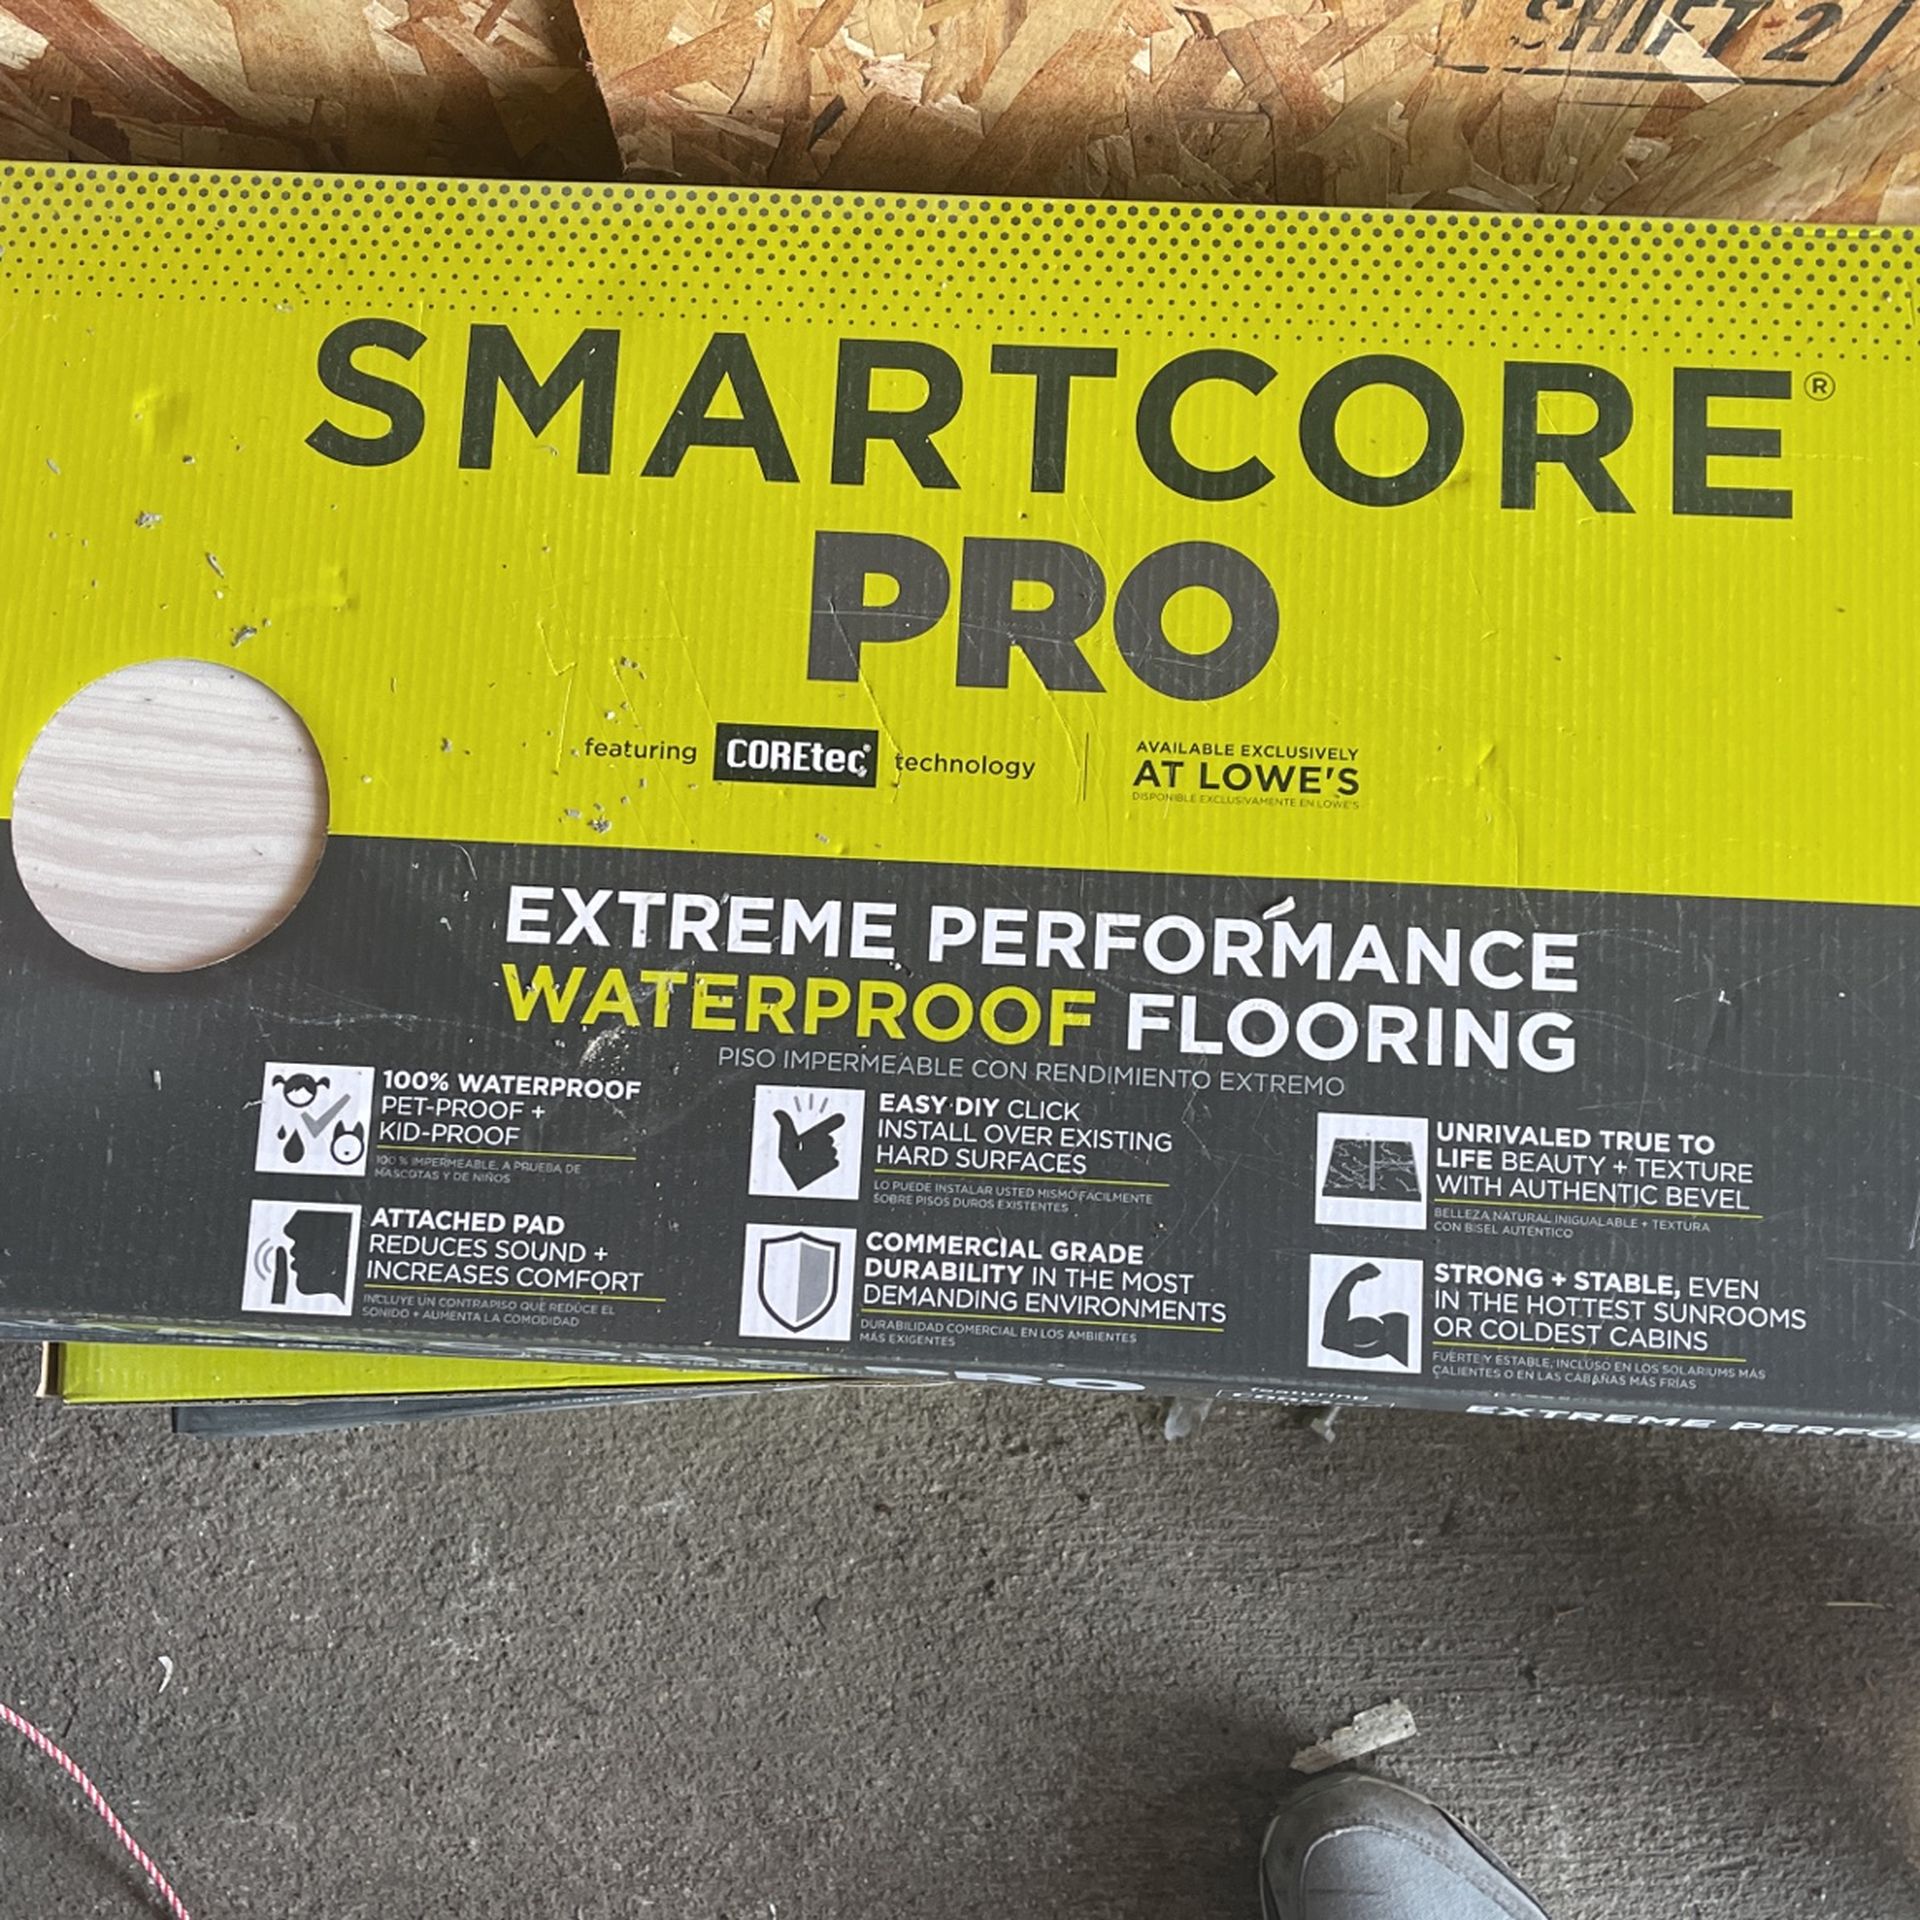 SHIFT 2
SMARTCORE®
PRO
featuring COREtec® technology
AVAILABLE EXCLUSIVELY
AT LOWE'S
DISPONIBLE EXCLUSIVAMENTE EN LOWE'S
EXTREME PERFORMANCE
WATERPROOF FLOORING
PISO IMPERMEABLE CON RENDIMIENTO EXTREMO
100% WATERPROOF
PET-PROOF +
KID-PROOF
100 % IMPERMEABLE, A PRUEBA DE
MASCOTAS Y DE NIÑOS
EASY DIY CLICK
INSTALL OVER EXISTING
HARD SURFACES
LO PUEDE INSTALAR USTED MISMO FACILMENTE
SOBRE PISOS DUROS EXISTENTES
UNRIVALED TRUE TO
LIFE BEAUTY + TEXTURE
WITH AUTHENTIC BEVEL
BELLEZA NATURAL INIGUALABLE + TEXTURA
CON BISEL AUTÉNTICO
ATTACHED PAD
REDUCES SOUND +
INCREASES COMFORT
INCLUYE UN CONTRAPISO QUE REDUCE EL
SONIDO + AUMENTA LA COMODIDAD
COMMERCIAL GRADE
DURABILITY IN THE MOST
DEMANDING ENVIRONMENTS
DURABILIDAD COMERCIAL EN LOS AMBIENTES
MÁS EXIGENTES
STRONG + STABLE, EVEN
IN THE HOTTEST SUNROOMS
OR COLDEST CABINS
FUERTE Y ESTABLE, INCLUSO EN LOS SOLARIUMS MÁS
CALIENTES O EN LAS CABAÑAS MÁS FRÍAS
PRO
featuring
EXTREME PERFO